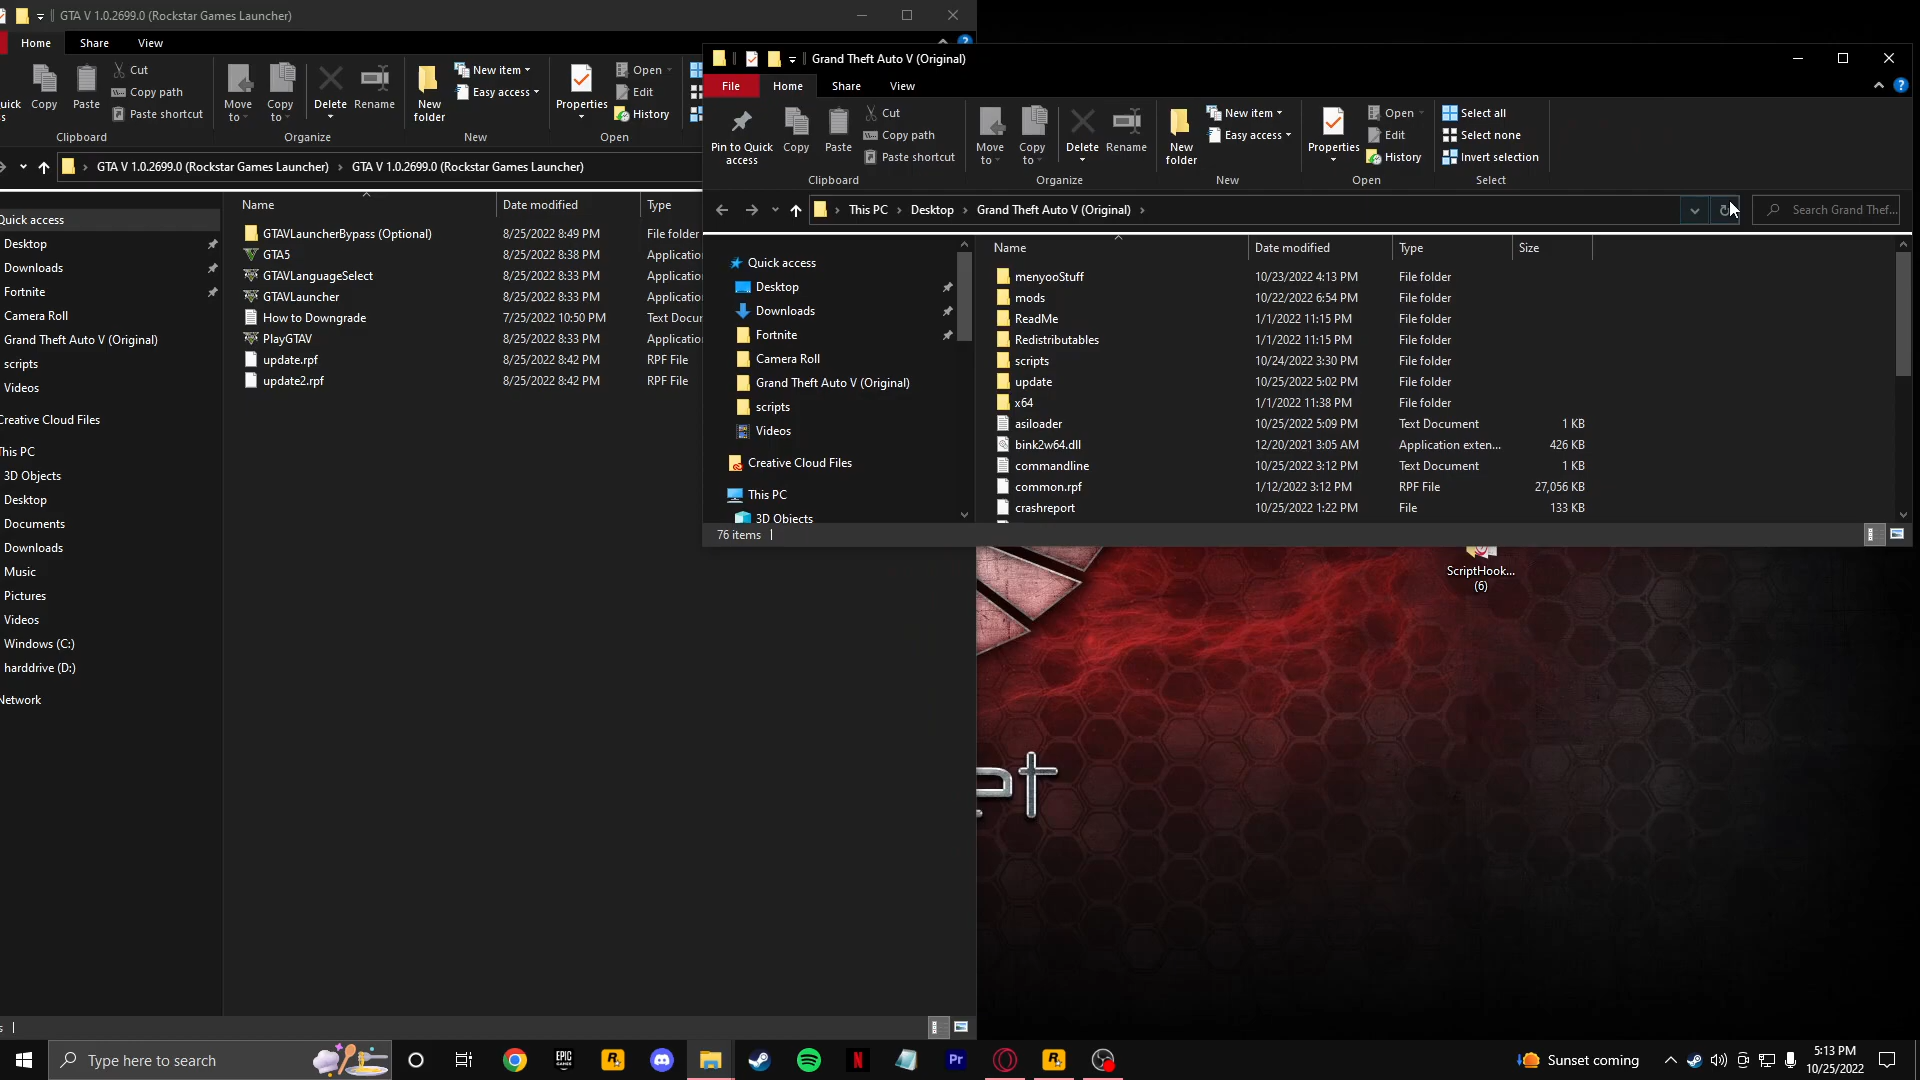 GTA V 1.0.2699.0 (Rockstar Games Launcher)
Home Share View
Copy
Paste
Cut
Copy path
Paste shortcut
Clipboard
Move to
Copy to
Delete
Rename
Organize
New folder
New item
Easy access
New
Properties
Open
Edit
History
Open
GTA V 1.0.2699.0 (Rockstar Games Launcher) › GTA V 1.0.2699.0 (Rockstar Games Launcher)
Quick access
Desktop
Downloads
Fortnite
Camera Roll
Grand Theft Auto V (Original)
scripts
Videos
Creative Cloud Files
This PC
3D Objects
Desktop
Documents
Downloads
Music
Pictures
Videos
Windows (C:)
harddrive (D:)
Network
Name Date modified Type
GTAVLauncherBypass (Optional) 8/25/2022 8:49 PM File folder
GTA5 8/25/2022 8:38 PM Applicatio
GTAVLanguageSelect 8/25/2022 8:33 PM Applicatio
GTAVLauncher 8/25/2022 8:33 PM Applicatio
How to Downgrade 7/25/2022 10:50 PM Text Docur
PlayGTAV 8/25/2022 8:33 PM Applicatio
update.rpf 8/25/2022 8:42 PM RPF File
update2.rpf 8/25/2022 8:42 PM RPF File
Grand Theft Auto V (Original)
File Home Share View
Pin to Quick access
Copy
Paste
Cut
Copy path
Paste shortcut
Clipboard
Move to
Copy to
Delete
Rename
Organize
New folder
New item
Easy access
New
Properties
Open
Edit
History
Open
Select all
Select none
Invert selection
Select
This PC › Desktop › Grand Theft Auto V (Original) ›
Search Grand Thef...
Quick access
Desktop
Downloads
Fortnite
Camera Roll
Grand Theft Auto V (Original)
scripts
Videos
Creative Cloud Files
This PC
3D Objects
Name Date modified Type Size
menyooStuff 10/23/2022 4:13 PM File folder
mods 10/22/2022 6:54 PM File folder
ReadMe 1/1/2022 11:15 PM File folder
Redistributables 1/1/2022 11:15 PM File folder
scripts 10/24/2022 3:30 PM File folder
update 10/25/2022 5:02 PM File folder
x64 1/1/2022 11:38 PM File folder
asiloader 10/25/2022 5:09 PM Text Document 1 KB
bink2w64.dll 12/20/2021 3:05 AM Application exten... 426 KB
commandline 10/25/2022 3:12 PM Text Document 1 KB
common.rpf 1/12/2022 3:12 PM RPF File 27,056 KB
crashreport 10/25/2022 1:22 PM File 133 KB
76 items
ScriptHook...
(6)
Type here to search
EPIC GAMES
Pr
Sunset coming
5:13 PM
10/25/2022